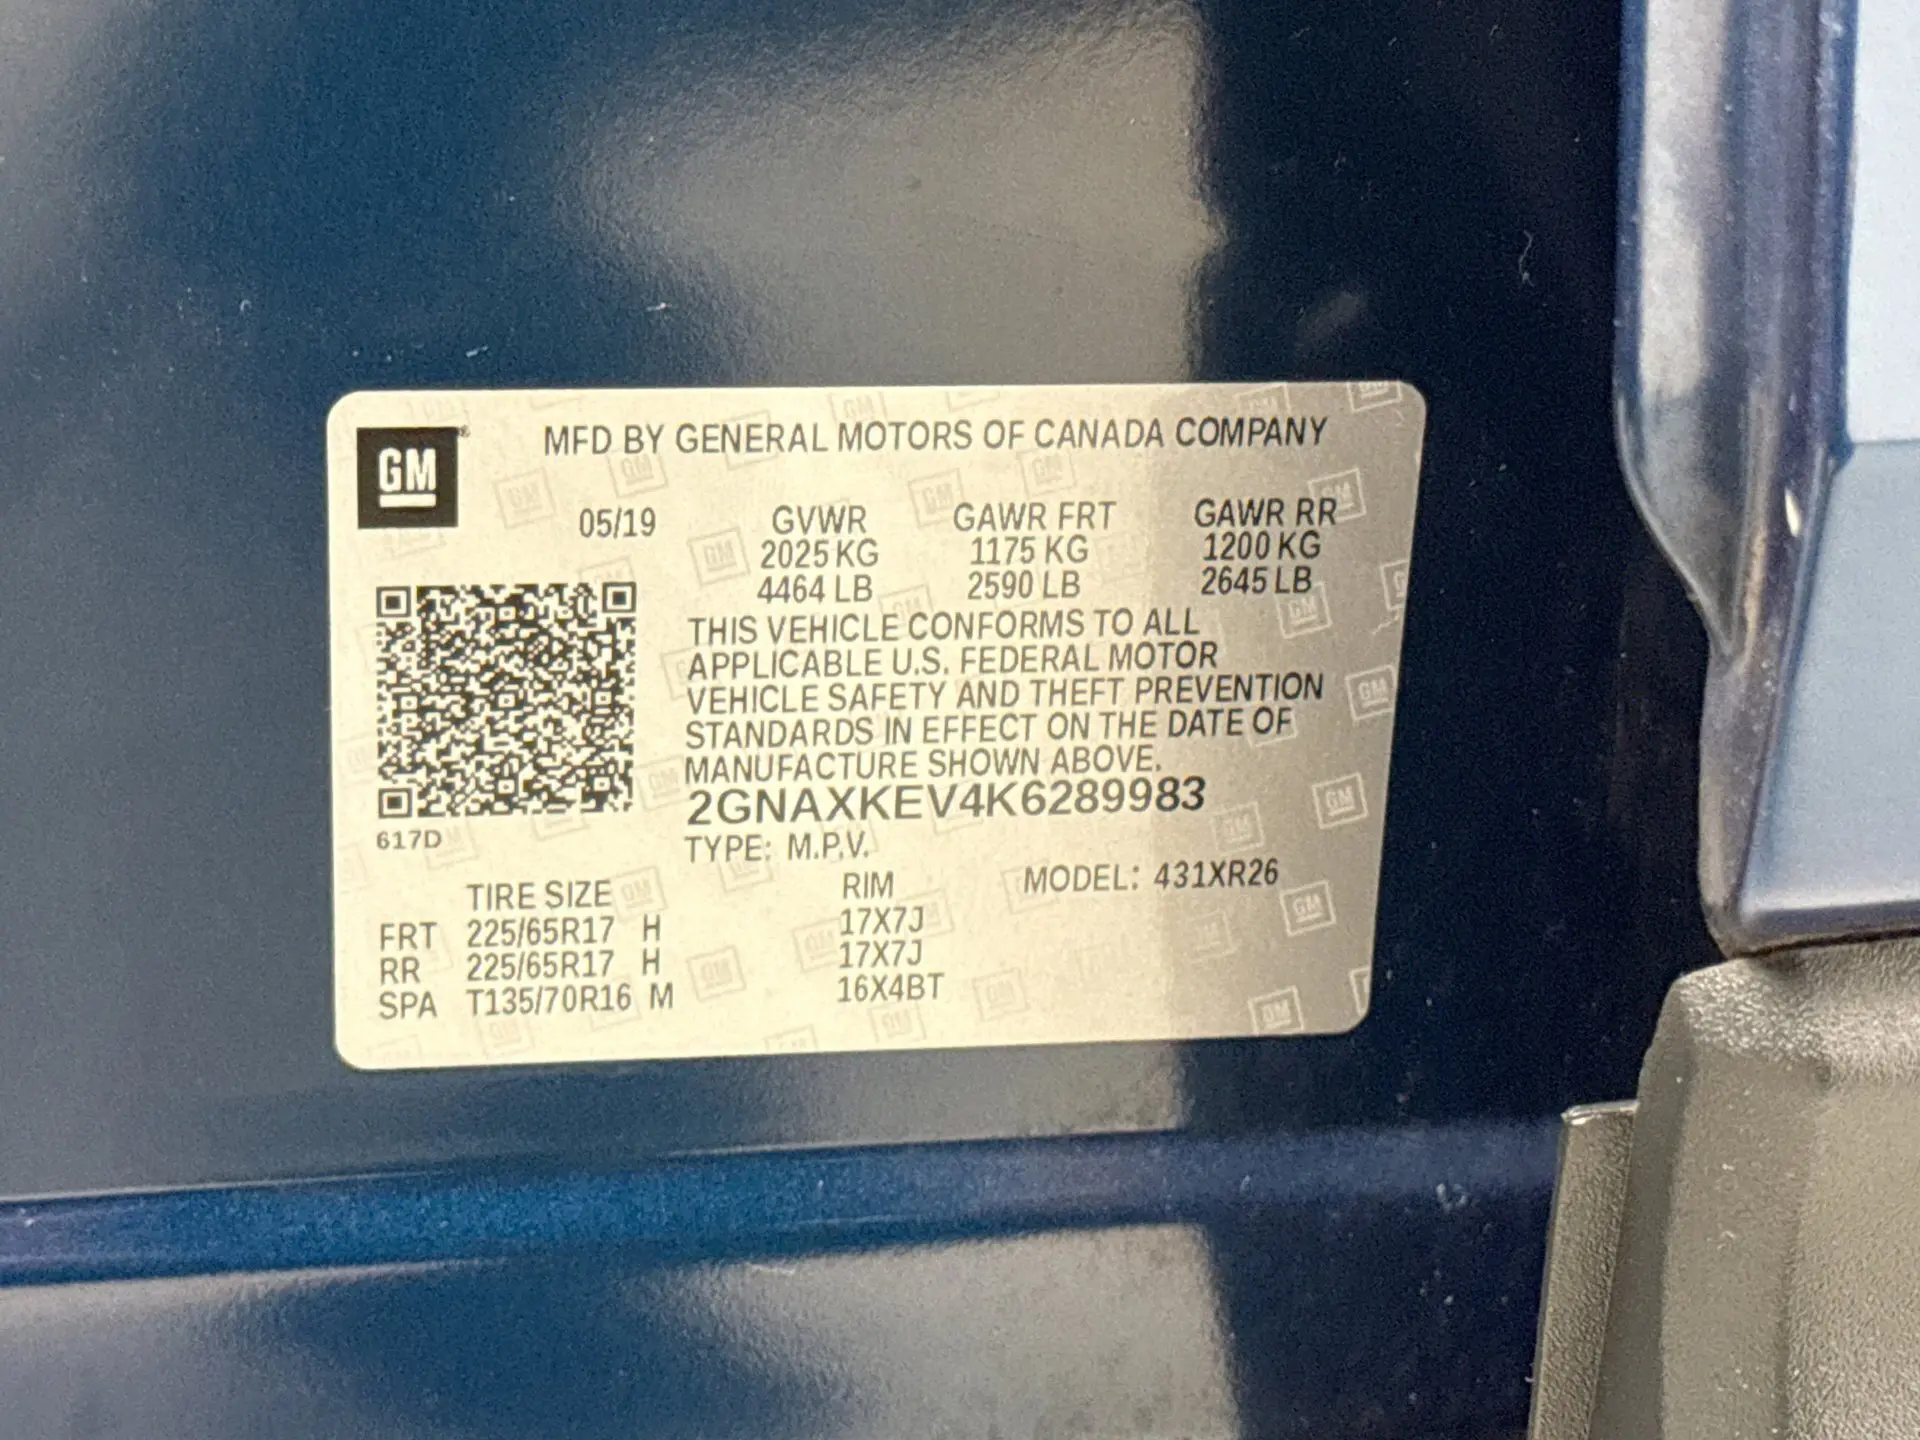 GM
MFD BY GENERAL MOTORS OF CANADA COMPANY
05/19 GVWR GAWR FRT GAWR RR
2025 KG 1175 KG 1200 KG
4464 LB 2590 LB 2645 LB
THIS VEHICLE CONFORMS TO ALL
APPLICABLE U.S. FEDERAL MOTOR
VEHICLE SAFETY AND THEFT PREVENTION
STANDARDS IN EFFECT ON THE DATE OF
MANUFACTURE SHOWN ABOVE.
2GNAXKEV4K6289983
617D
TYPE: M.P.V.
TIRE SIZE RIM MODEL: 431XR26
FRT 225/65R17 H 17X7J
RR 225/65R17 H 17X7J
SPA T135/70R16 M 16X4BT